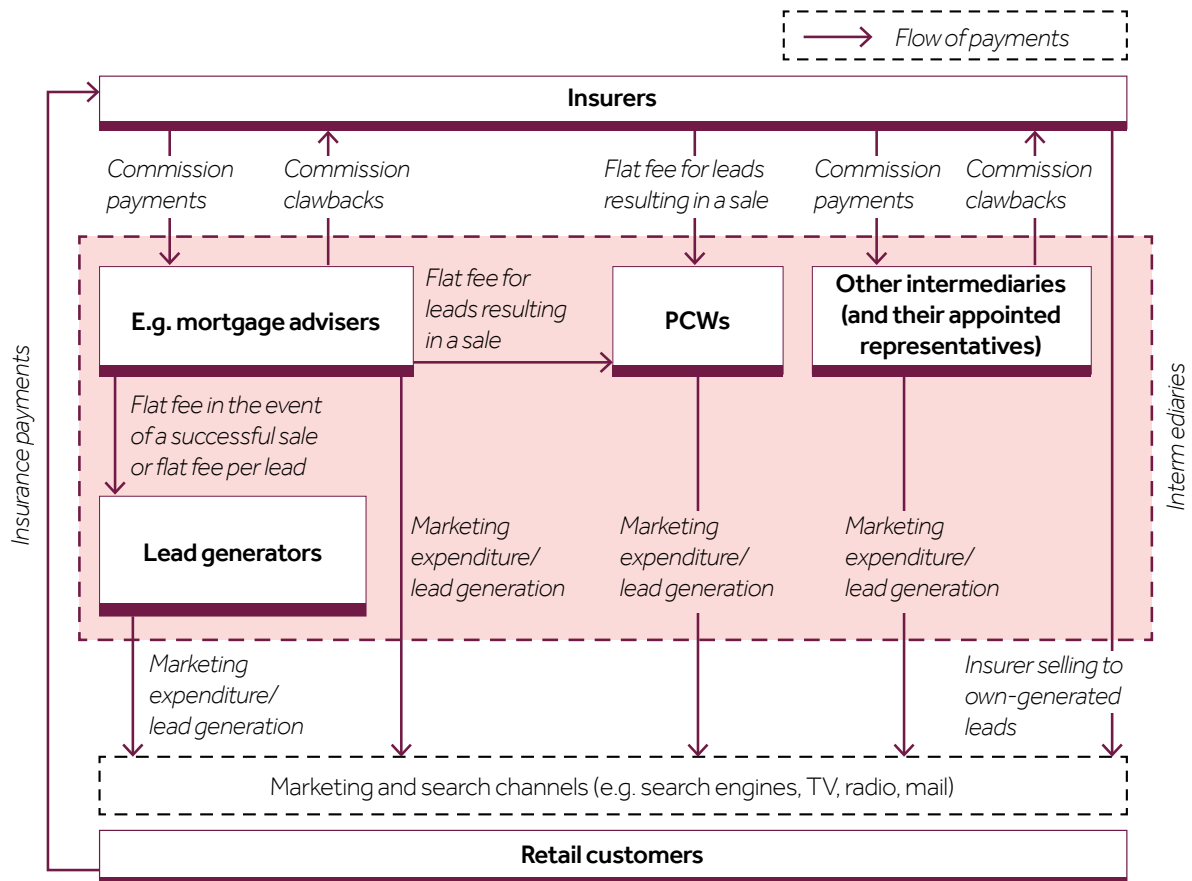 Flow of payments
Insurers
Commission
payments
Commission
clawbacks
Flat fee for leads
resulting in a sale
Commission
payments
Commission
clawbacks
E.g. mortgage advisers
Flat fee for
leads resulting
in a sale
PCWs
Other intermediaries
(and their appointed
representatives)
Insurance payments
Interm ediaries
Flat fee in the event
of a successful sale
or flat fee per lead
Lead generators
Marketing
expenditure/
lead generation
Marketing
expenditure/
lead generation
Marketing
expenditure/
lead generation
Marketing
expenditure/
lead generation
Insurer selling to
own-generated
leads
Marketing and search channels (e.g. search engines, TV, radio, mail)
Retail customers